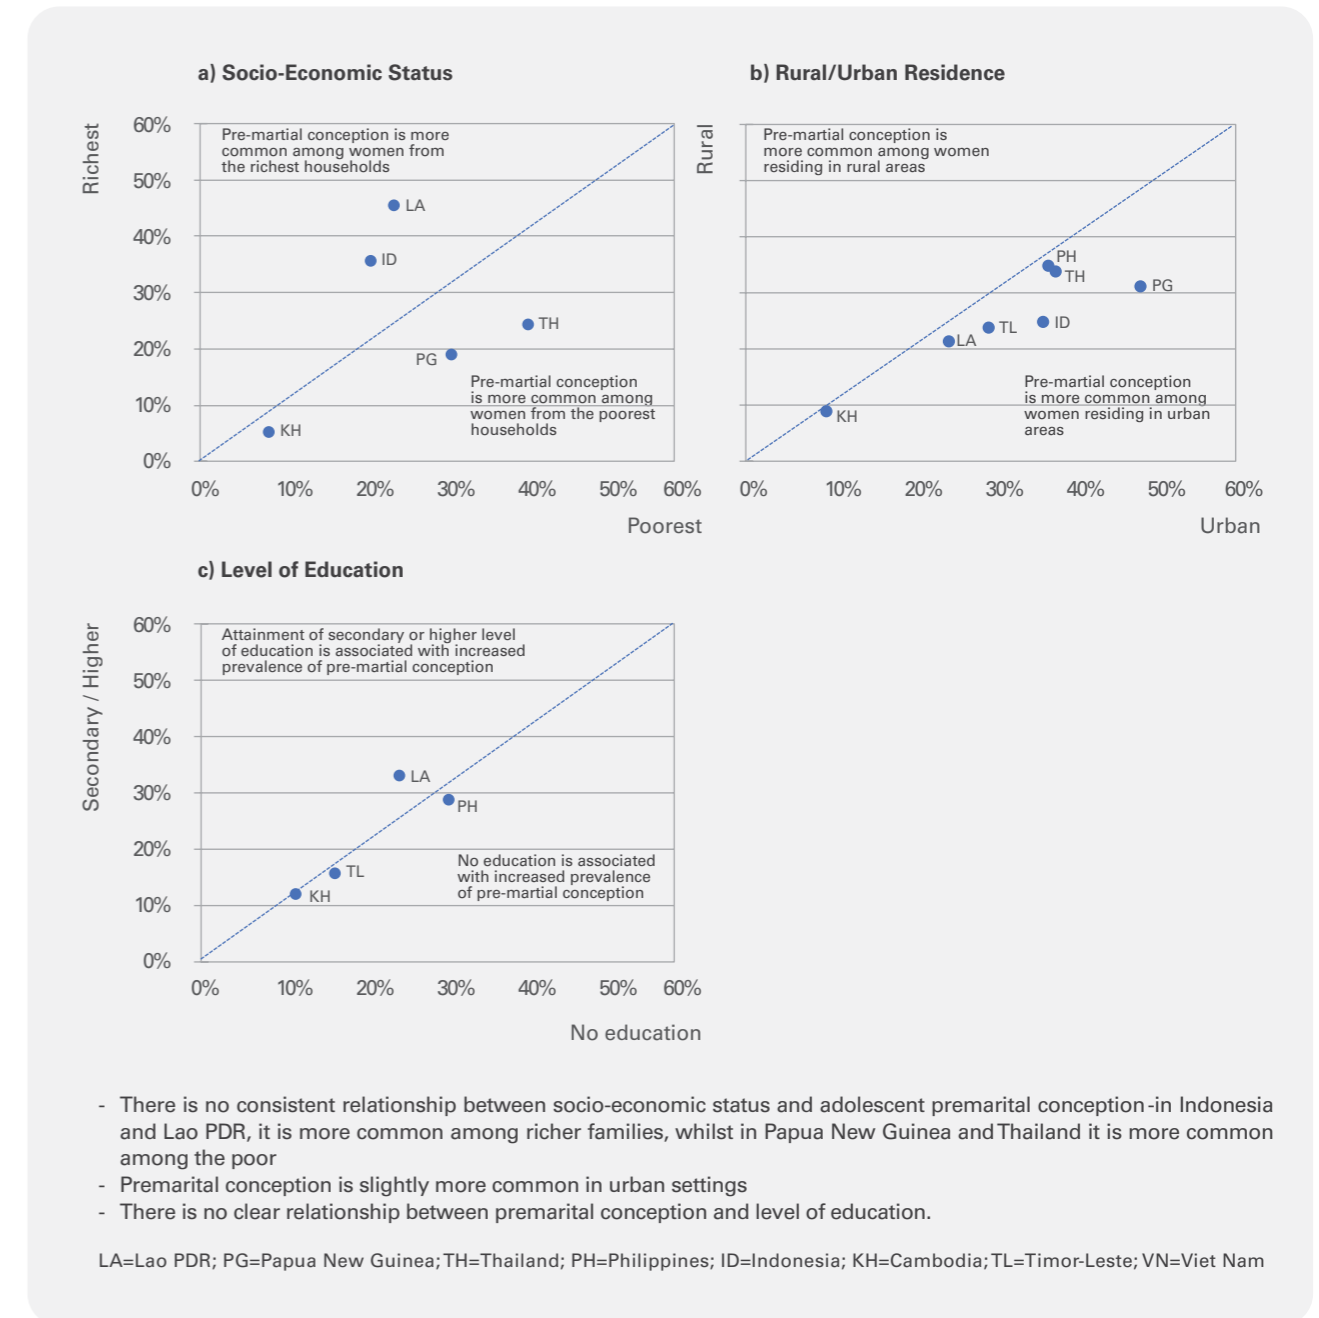 a) Socio-Economic Status
Richest
60%
50%
40%
30%
20%
10%
0%
Pre-martial conception is more
common among women from
the richest households
LA
ID
TH
PG
KH
Pre-martial conception
is more common among
women from the poorest
households
0% 10% 20% 30% 40% 50% 60%
Poorest
b) Rural/Urban Residence
Rural
Pre-martial conception is
more common among women
residing in rural areas
PH
TH
PG
ID
TL
LA
KH
Pre-martial conception
is more common among
women residing in urban
areas
0% 10% 20% 30% 40% 50% 60%
Urban
c) Level of Education
Secondary / Higher
60%
50%
40%
30%
20%
10%
0%
Attainment of secondary or higher level
of education is associated with increased
prevalence of pre-martial conception
LA
PH
TL
KH
No education is associated
with increased prevalence
of pre-martial conception
0% 10% 20% 30% 40% 50% 60%
No education
- There is no consistent relationship between socio-economic status and adolescent premarital conception-in Indonesia
and Lao PDR, it is more common among richer families, whilst in Papua New Guinea and Thailand it is more common
among the poor
- Premarital conception is slightly more common in urban settings
- There is no clear relationship between premarital conception and level of education.
LA=Lao PDR; PG=Papua New Guinea; TH=Thailand; PH=Philippines; ID=Indonesia; KH=Cambodia; TL=Timor-Leste; VN=Viet Nam